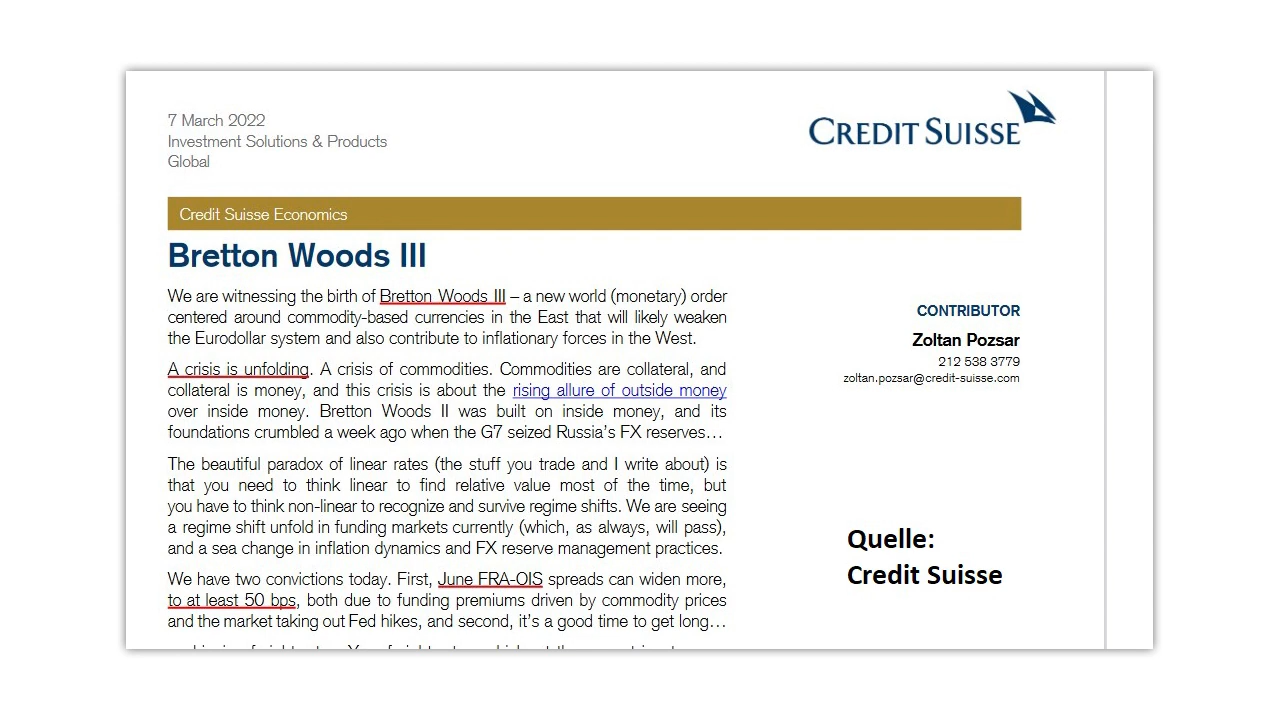 7 March 2022
Investment Solutions & Products
Global
CREDIT SUISSE
Credit Suisse Economics
Bretton Woods III
We are witnessing the birth of Bretton Woods III – a new world (monetary) order
centered around commodity-based currencies in the East that will likely weaken
the Eurodollar system and also contribute to inflationary forces in the West.
A crisis is unfolding. A crisis of commodities. Commodities are collateral, and
collateral is money, and this crisis is about the rising allure of outside money
over inside money. Bretton Woods II was built on inside money, and its
foundations crumbled a week ago when the G7 seized Russia’s FX reserves…
The beautiful paradox of linear rates (the stuff you trade and I write about) is
that you need to think linear to find relative value most of the time, but
you have to think non-linear to recognize and survive regime shifts. We are seeing
a regime shift unfold in funding markets currently (which, as always, will pass),
and a sea change in inflation dynamics and FX reserve management practices.
We have two convictions today. First, June FRA-OIS spreads can widen more,
to at least 50 bps, both due to funding premiums driven by commodity prices
and the market taking out Fed hikes, and second, it’s a good time to get long…
CONTRIBUTOR
Zoltan Pozsar
212 538 3779
zoltan.pozsar@credit-suisse.com
Quelle:
Credit Suisse